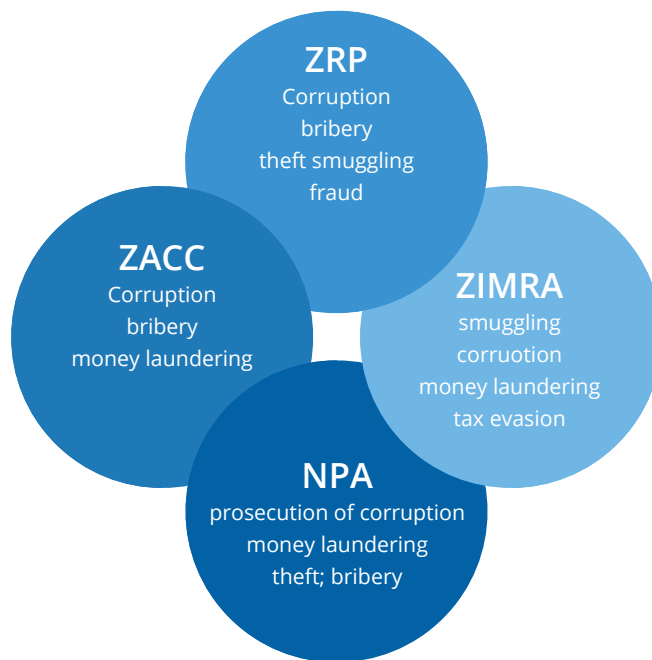 ZRP
Corruption
bribery
theft smuggling
fraud
ZACC
Corruption
bribery
money laundering
ZIMRA
smuggling
corruotion
money laundering
tax evasion
NPA
prosecution of corruption
money laundering
theft; bribery